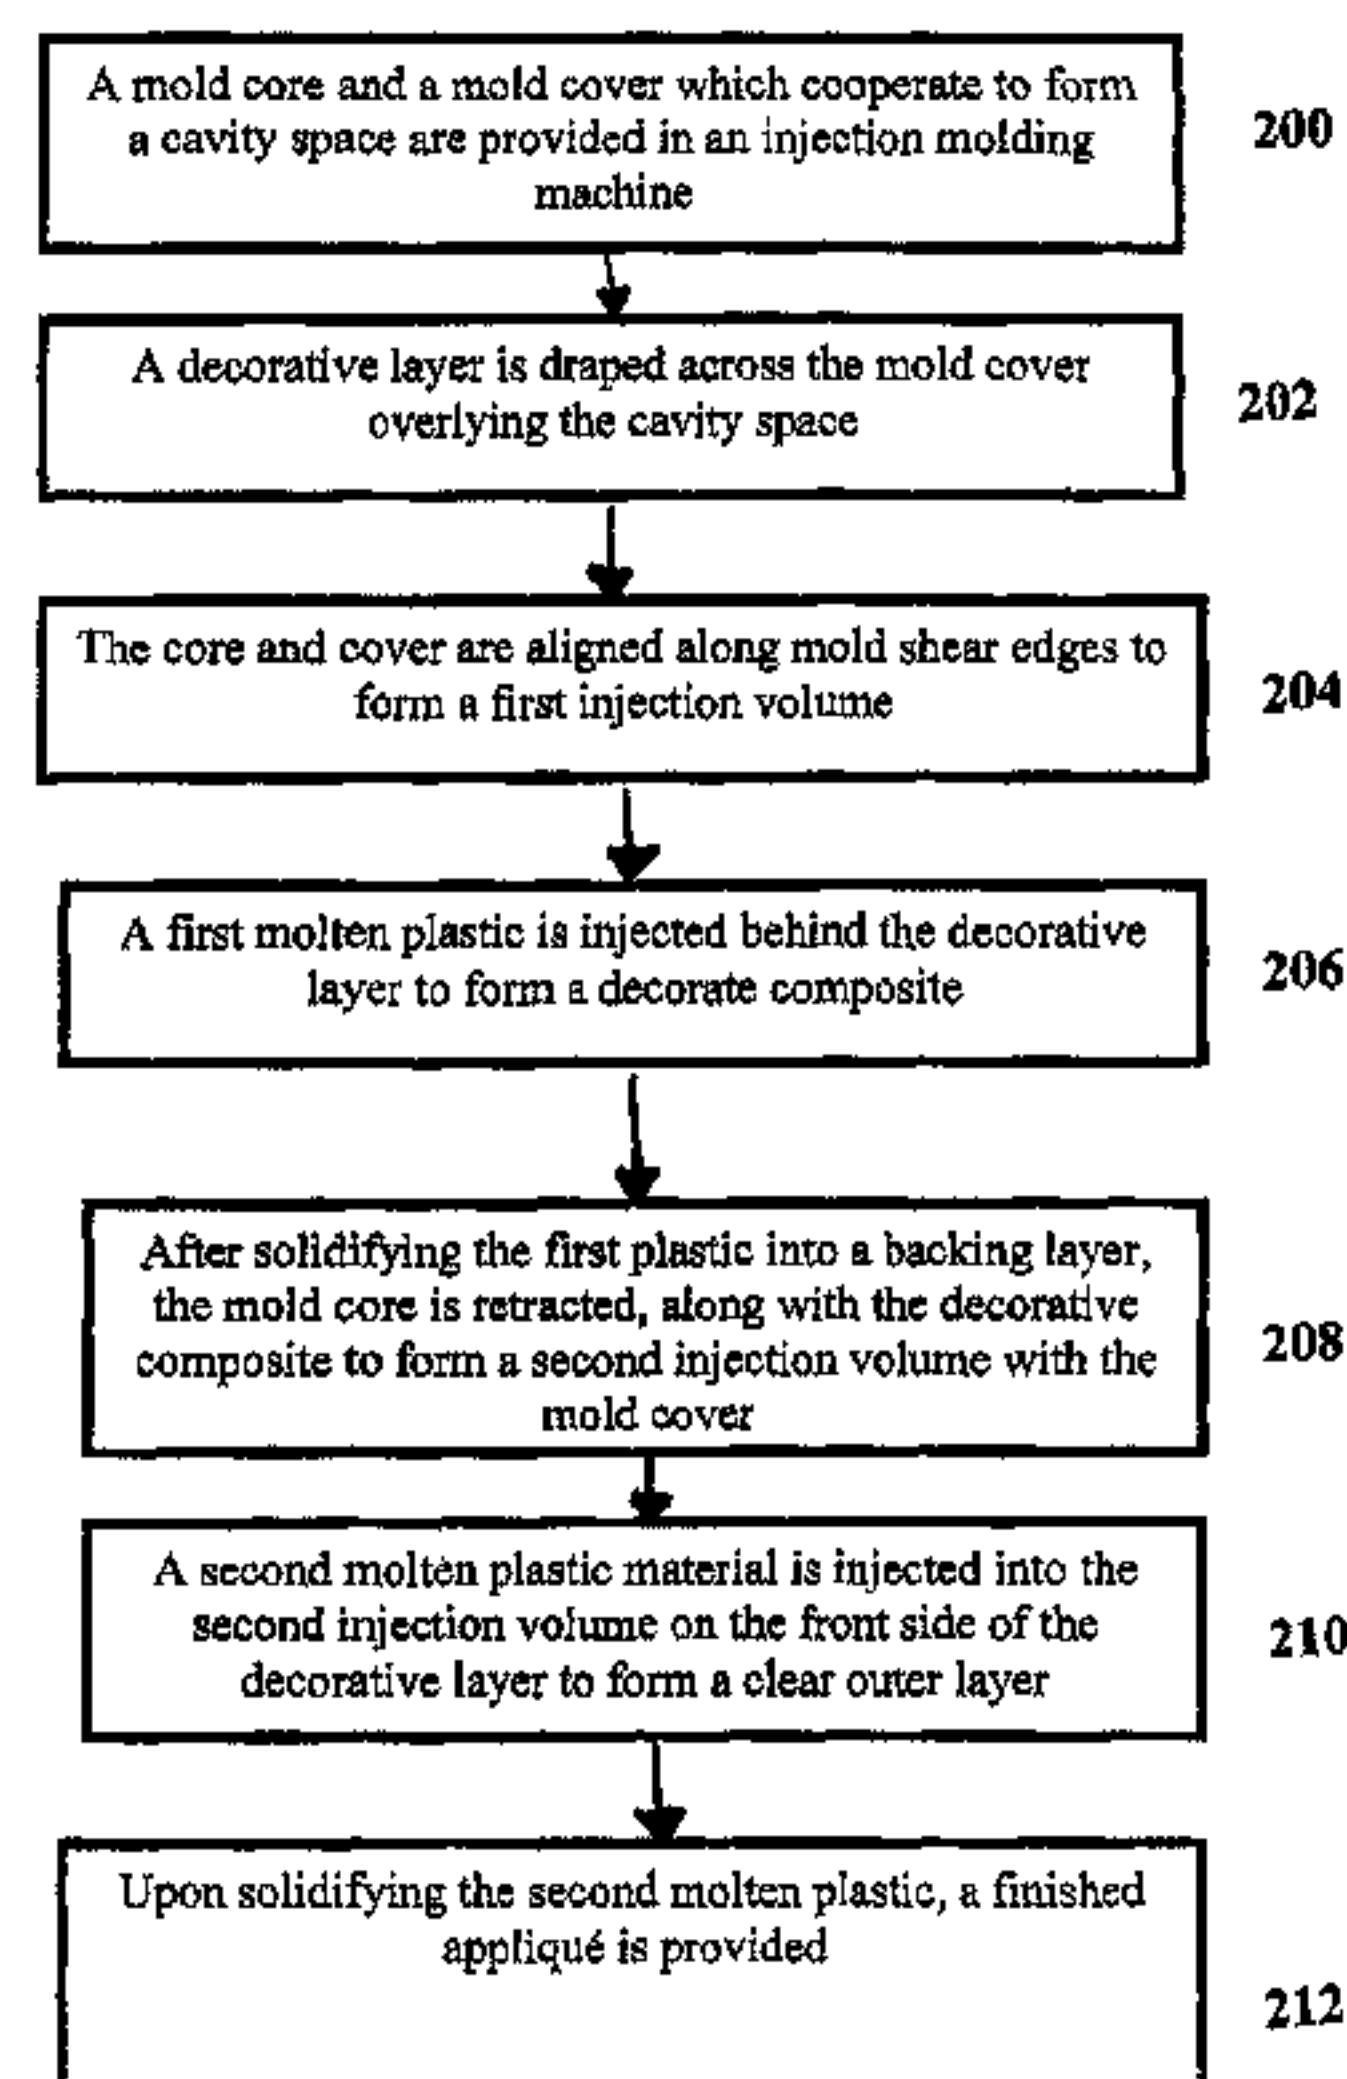 A mold core and a mold cover which cooperate to form
a cavity space are provided in an injection molding
machine
200
A decorative layer is draped across the mold cover
overlying the cavity space
202
The core and cover are aligned along mold shear edges to
form a first injection volume
204
A first molten plastic is injected behind the decorative
layer to form a decorate composite
206
After solidifying the first plastic into a backing layer,
the mold core is retracted, along with the decorative
composite to form a second injection volume with the
mold cover
208
A second molten plastic material is injected into the
second injection volume on the front side of the
decorative layer to form a clear outer layer
210
Upon solidifying the second molten plastic, a finished
appliqué is provided
212